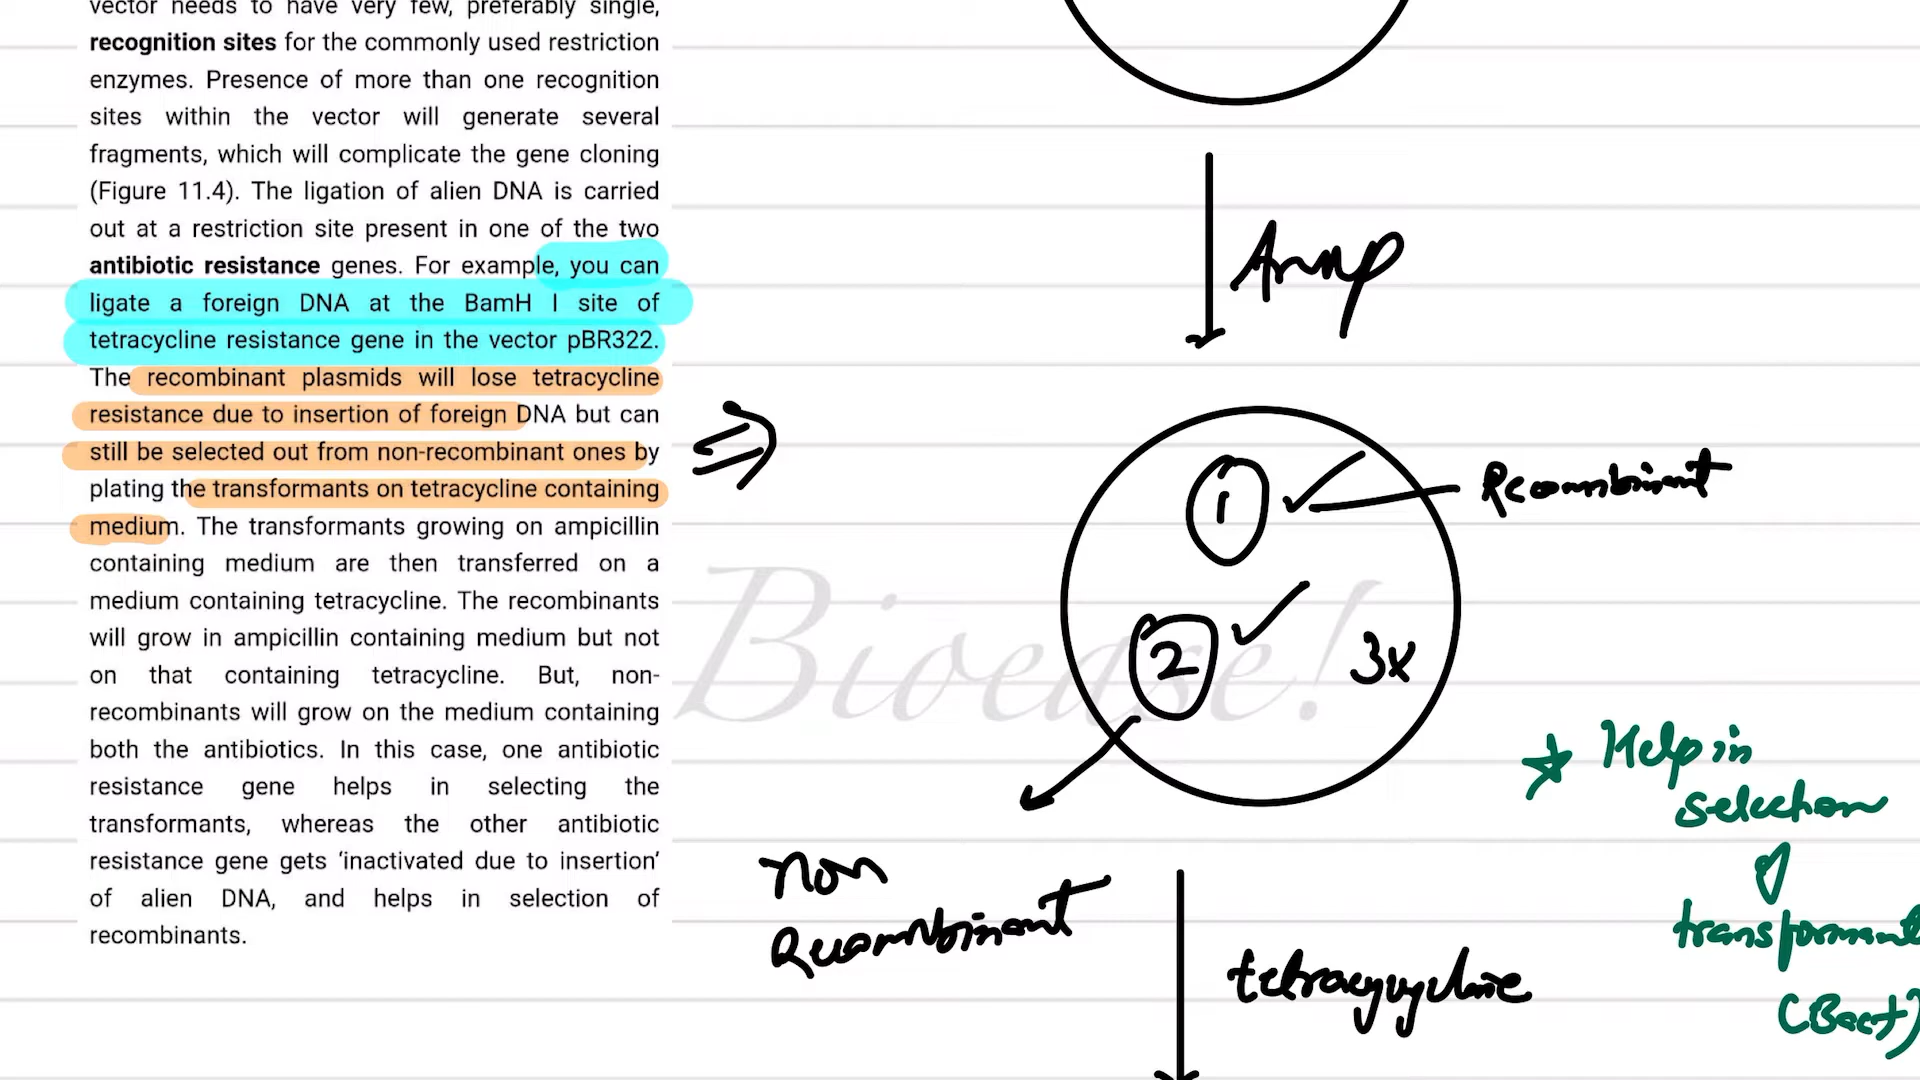 vector needs to have very few, preferably single,
recognition sites for the commonly used restriction
enzymes. Presence of more than one recognition
sites within the vector will generate several
fragments, which will complicate the gene cloning
(Figure 11.4). The ligation of alien DNA is carried
out at a restriction site present in one of the two
antibiotic resistance genes. For example, you can
ligate a foreign DNA at the BamH I site of
tetracycline resistance gene in the vector pBR322.
The recombinant plasmids will lose tetracycline
resistance due to insertion of foreign DNA but can
still be selected out from non-recombinant ones by
plating the transformants on tetracycline containing
medium. The transformants growing on ampicillin
containing medium are then transferred on a
medium containing tetracycline. The recombinants
will grow in ampicillin containing medium but not
on that containing tetracycline. But, non-
recombinants will grow on the medium containing
both the antibiotics. In this case, one antibiotic
resistance gene helps in selecting the
transformants, whereas the other antibiotic
resistance gene gets ‘inactivated due to insertion’
of alien DNA, and helps in selection of
recombinants.
Amp
1
Recombinant
2
3x
Bioease!
non
Recombinant
tetracycycline
Help in
selection
of
transformant
(Bact)